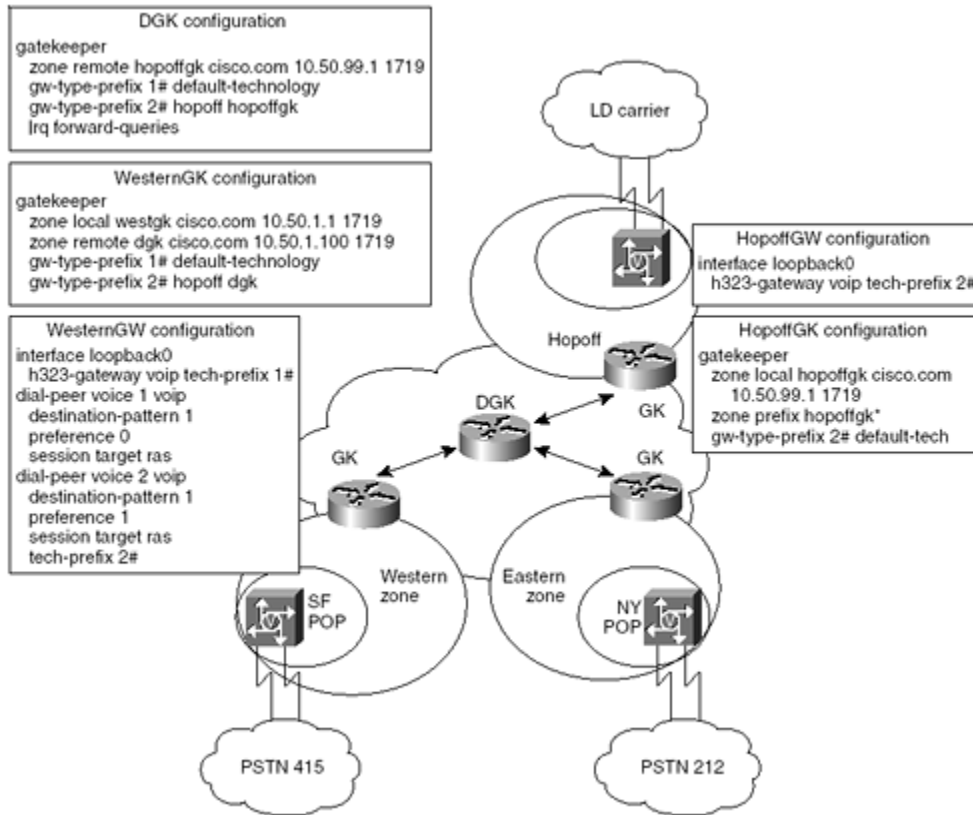 DGK configuration
gatekeeper
zone remote hopoffgk cisco.com 10.50.99.1 1719
gw-type-prefix 1# default-technology
gw-type-prefix 2# hopoff hopoffgk
lrq forward-queries
WesternGK configuration
gatekeeper
zone local westgk cisco.com 10.50.1.1 1719
zone remote dgk cisco.com 10.50.1.100 1719
gw-type-prefix 1# default-technology
gw-type-prefix 2# hopoff dgk
WesternGW configuration
interface loopback0
h323-gateway voip tech-prefix 1#
dial-peer voice 1 voip
destination-pattern 1
preference 0
session target ras
dial-peer voice 2 voip
destination-pattern 1
preference 1
session target ras
tech-prefix 2#
LD carrier
V
HopoffGW configuration
interface loopback0
h323-gateway voip tech-prefix 2#
Hopoff
GK
HopoffGK configuration
gatekeeper
zone local hopoffgk cisco.com
10.50.99.1 1719
zone prefix hopoffgk*
gw-type-prefix 2# default-tech
DGK
GK
GK
Western
zone
Eastern
zone
V
SF
POP
NY
POP
V
PSTN 415
PSTN 212